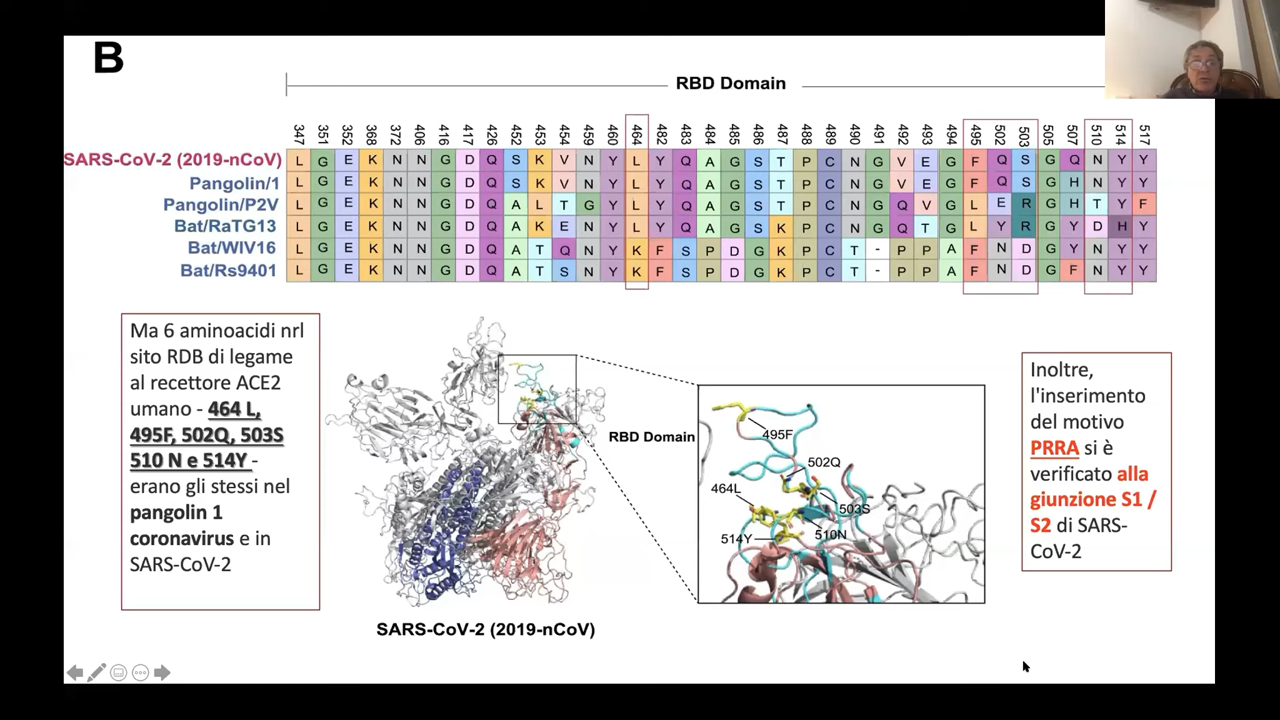 B
RBD Domain
347 351 352 368 372 406 416 417 426 452 453 454 459 460 464 482 483 484 485 486 487 488 489 490 491 492 493 494 495 502 503 505 507 510 514 517
SARS-CoV-2 (2019-nCoV) L G E K N N G D Q S K V N Y L Y Q A G S T P C N G V E G F Q S G Q N Y Y
Pangolin/1 L G E K N N G D Q S K V N Y L Y Q A G S T P C N G V E G F Q S G H N Y Y
Pangolin/P2V L G E K N N G D Q A L T G Y L Y Q A G S T P C N G Q V G L E R G H T Y F
Bat/RaTG13 L G E K N N G D Q A K E N Y L Y Q A G S K P C N G Q T G L Y R G Y D H Y
Bat/WIV16 L G E K N N G D Q A T Q N Y K F S P D G K P C T - P P A F N D G Y N Y Y
Bat/Rs9401 L G E K N N G D Q A T S N Y K F S P D G K P C T - P P A F N D G F N Y Y
Ma 6 aminoacidi nrl
sito RDB di legame
al recettore ACE2
umano - 464 L,
495F, 502Q, 503S
510 N e 514Y -
erano gli stessi nel
pangolin 1
coronavirus e in
SARS-CoV-2
RBD Domain
495F
502Q
464L
503S
510N
514Y
SARS-CoV-2 (2019-nCoV)
Inoltre,
l'inserimento
del motivo
PRRA si è
verificato alla
giunzione S1 /
S2 di SARS-
CoV-2